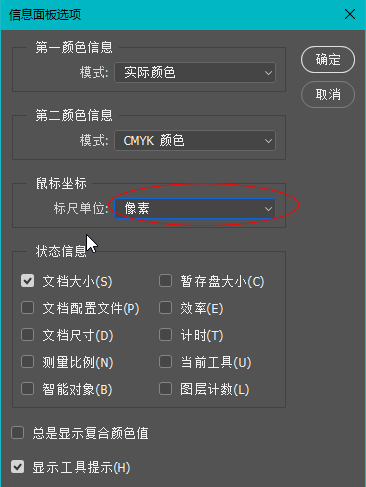 信息面板选项
第一颜色信息
确定
模式: 实际颜色
取消
第二颜色信息
模式: CMYK 颜色
鼠标坐标
标尺单位: 像素
状态信息
文档大小(S) 暂存盘大小(C)
文档配置文件(P) 效率(E)
文档尺寸(D) 计时(T)
测量比例(N) 当前工具(U)
智能对象(B) 图层计数(L)
总是显示复合颜色值
显示工具提示(H)